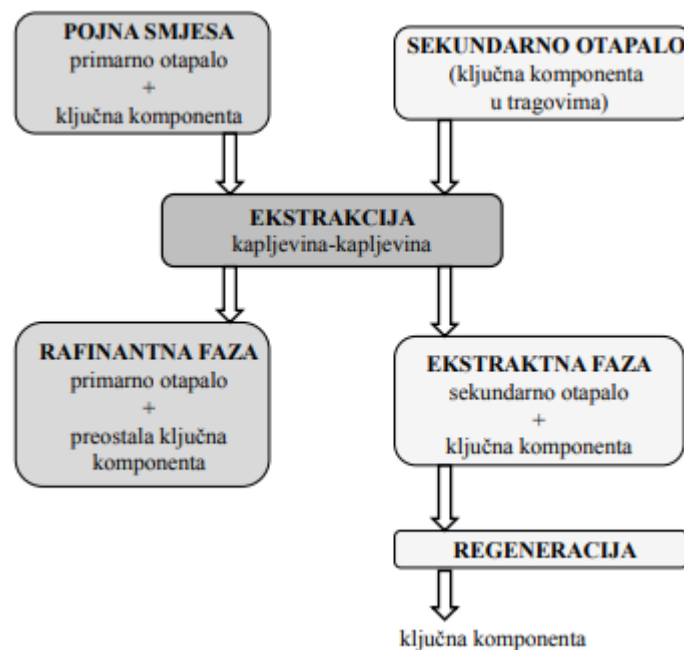 POJNA SMJESA
primarno otapalo
+
ključna komponenta
SEKUNDARNO OTAPALO
(ključna komponenta
u tragovima)
EKSTRAKCIJA
kapljevina-kapljevina
RAFINANTNA FAZA
primarno otapalo
+
preostala ključna
komponenta
EKSTRAKTNA FAZA
sekundarno otapalo
+
ključna komponenta
REGENERACIJA
ključna komponenta